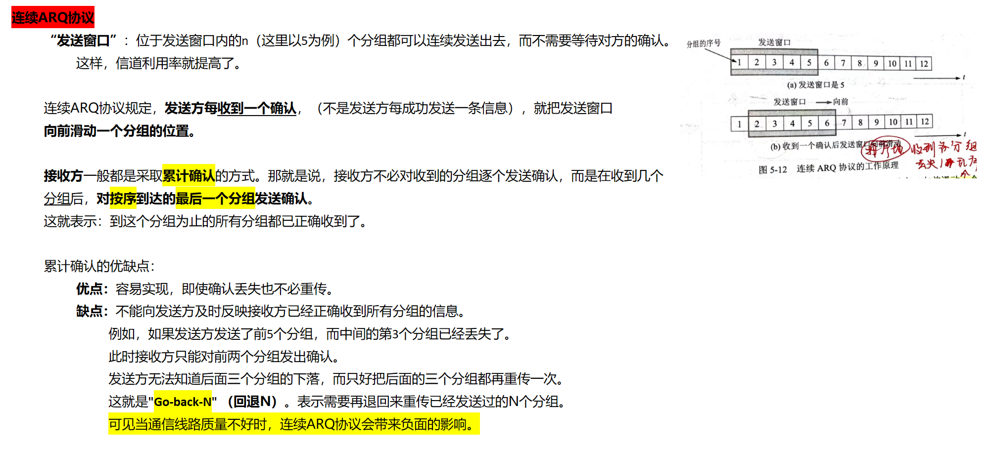 连续ARQ协议
“发送窗口”：位于发送窗口内的n（这里以5为例）个分组都可以连续发送出去，而不需要等待对方的确认。
这样，信道利用率就提高了。
连续ARQ协议规定，发送方每收到一个确认，（不是发送方每成功发送一条信息），就把发送窗口
向前滑动一个分组的位置。
接收方一般都是采取累计确认的方式。那就是说，接收方不必对收到的分组逐个发送确认，而是在收到几个
分组后，对按序到达的最后一个分组发送确认。
这就表示：到这个分组为止的所有分组都已正确收到了。
累计确认的优缺点：
优点：容易实现，即使确认丢失也不必重传。
缺点：不能向发送方及时反映接收方已经正确收到所有分组的信息。
例如，如果发送方发送了前5个分组，而中间的第3个分组已经丢失了。
此时接收方只能对前两个分组发出确认。
发送方无法知道后面三个分组的下落，而只好把后面的三个分组都再重传一次。
这就是"Go-back-N"（回退N）。表示需要再退回来重传已经发送过的N个分组。
可见当通信线路质量不好时，连续ARQ协议会带来负面的影响。
分组的序号
发送窗口
1 2 3 4 5 6 7 8 9 10 11 12
t
(a) 发送窗口是 5
发送窗口 向前
1 2 3 4 5 6 7 8 9 10 11 12
t
(b) 收到一个确认后发送窗口向前滑动
收到各分组
丢失
图 5-12 连续 ARQ 协议的工作原理